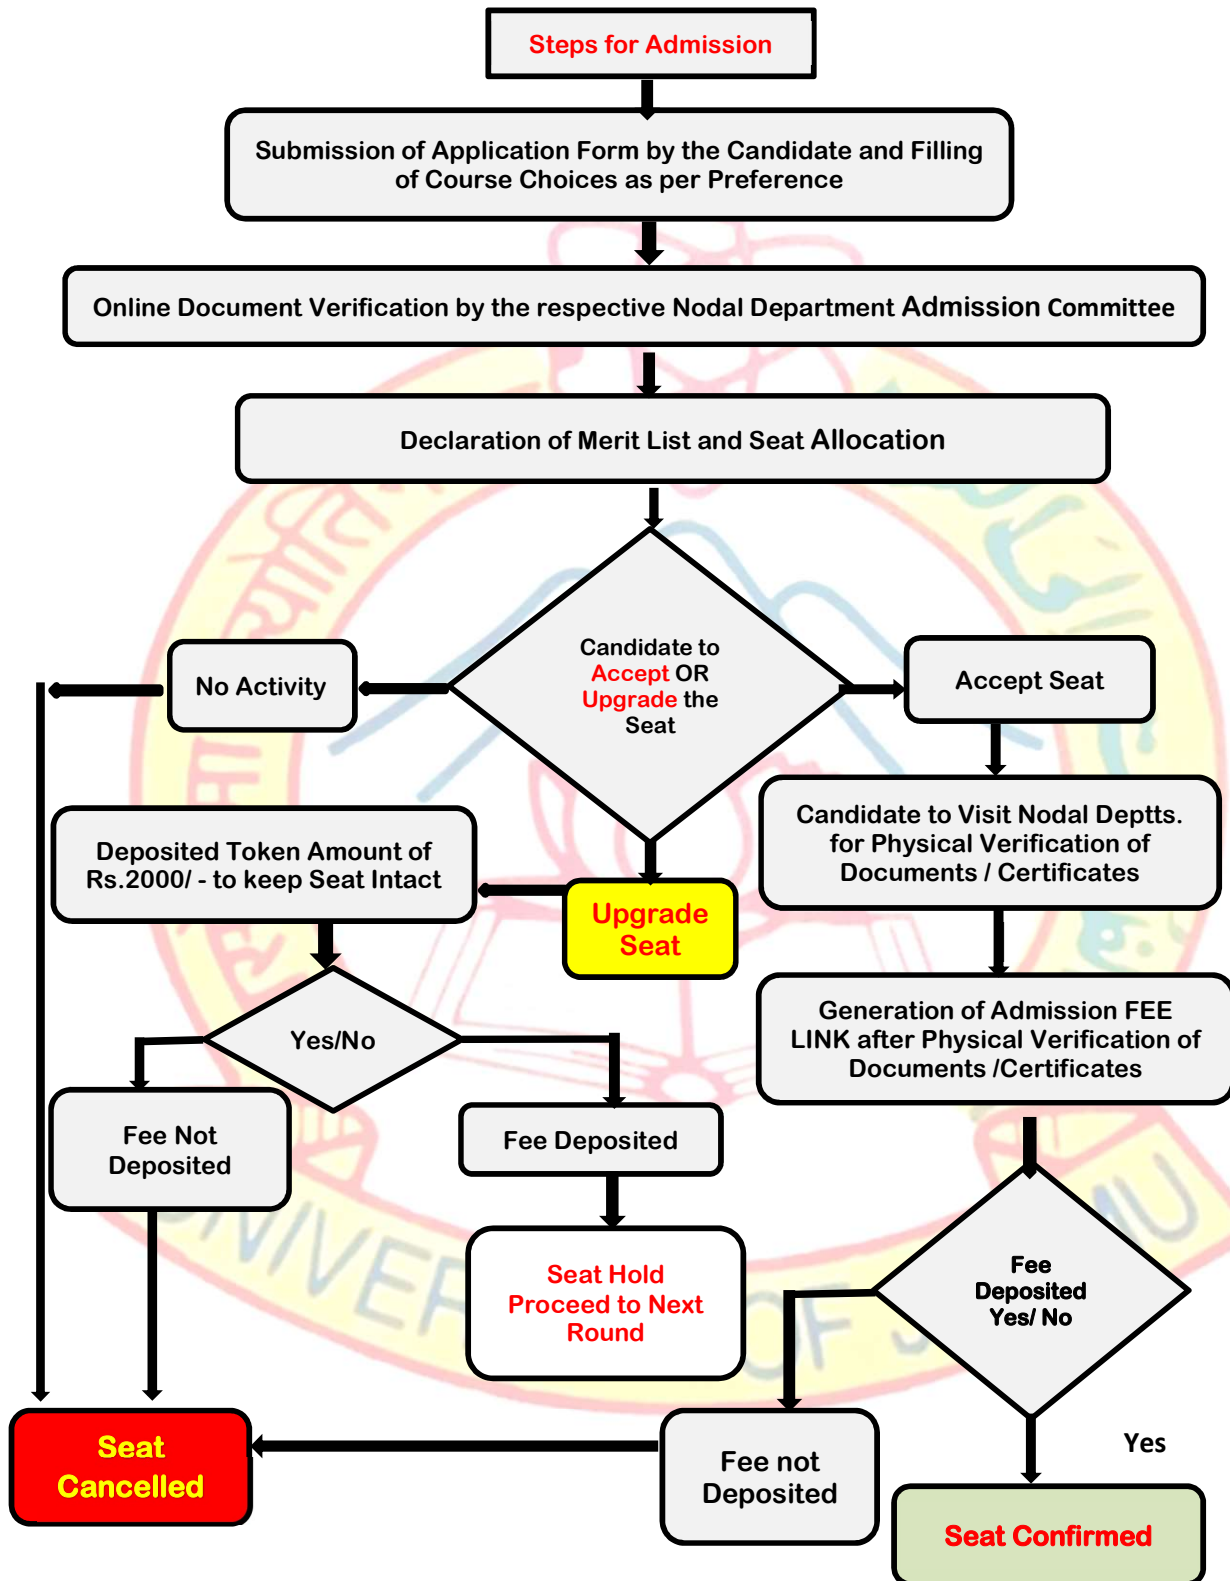 Steps for Admission
Submission of Application Form by the Candidate and Filling
of Course Choices as per Preference
Online Document Verification by the respective Nodal Department Admission Committee
Declaration of Merit List and Seat Allocation
Candidate to
Accept OR
Upgrade the
Seat
No Activity
Accept Seat
Deposited Token Amount of
Rs.2000/ - to keep Seat Intact
Upgrade
Seat
Candidate to Visit Nodal Deptts.
for Physical Verification of
Documents / Certificates
Yes/No
Generation of Admission FEE
LINK after Physical Verification of
Documents /Certificates
Fee Not
Deposited
Fee Deposited
Seat Hold
Proceed to Next
Round
Fee
Deposited
Yes/ No
Seat
Cancelled
Fee not
Deposited
Yes
Seat Confirmed
UNIVER OF J MU